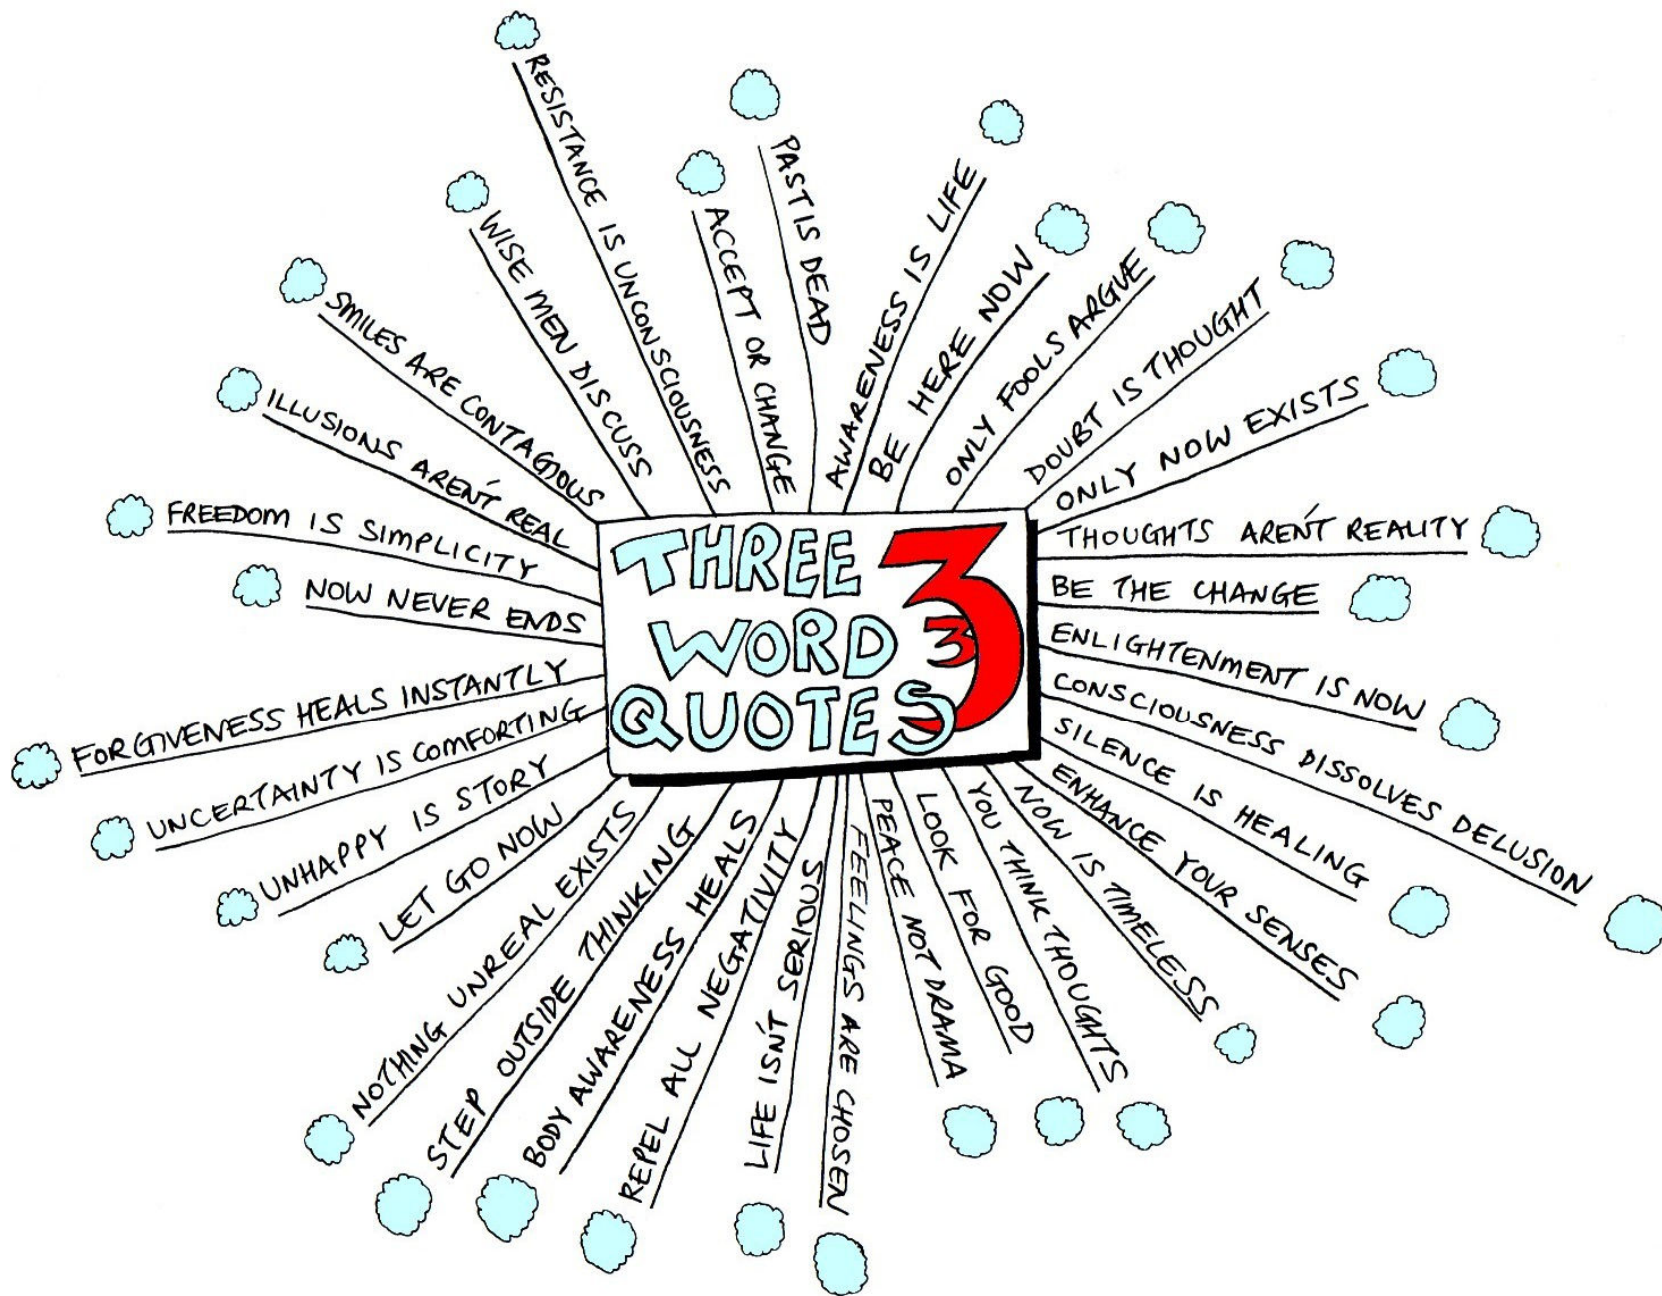 THREE
WORD
QUOTES
3
3
PAST IS DEAD
AWARENESS IS LIFE
BE HERE NOW
ONLY FOOLS ARGUE
DOUBT IS THOUGHT
ONLY NOW EXISTS
THOUGHTS AREN'T REALITY
BE THE CHANGE
ENLIGHTENMENT IS NOW
CONSCIOUSNESS DISSOLVES DELUSION
SILENCE IS HEALING
ENHANCE YOUR SENSES
NOW IS TIMELESS
YOU THINK THOUGHTS
LOOK FOR GOOD
PEACE NOT DRAMA
FEELINGS ARE CHOSEN
LIFE ISN'T SERIOUS
REPEL ALL NEGATIVITY
BODY AWARENESS HEALS
STEP OUTSIDE THINKING
NOTHING UNREAL EXISTS
LET GO NOW
UNHAPPY IS STORY
UNCERTAINTY IS COMFORTING
FORGIVENESS HEALS INSTANTLY
NOW NEVER ENDS
FREEDOM IS SIMPLICITY
ILLUSIONS AREN'T REAL
SMILES ARE CONTAGIOUS
WISE MEN DISCUSS
RESISTANCE IS UNCONSCIOUSNESS
ACCEPT OR CHANGE